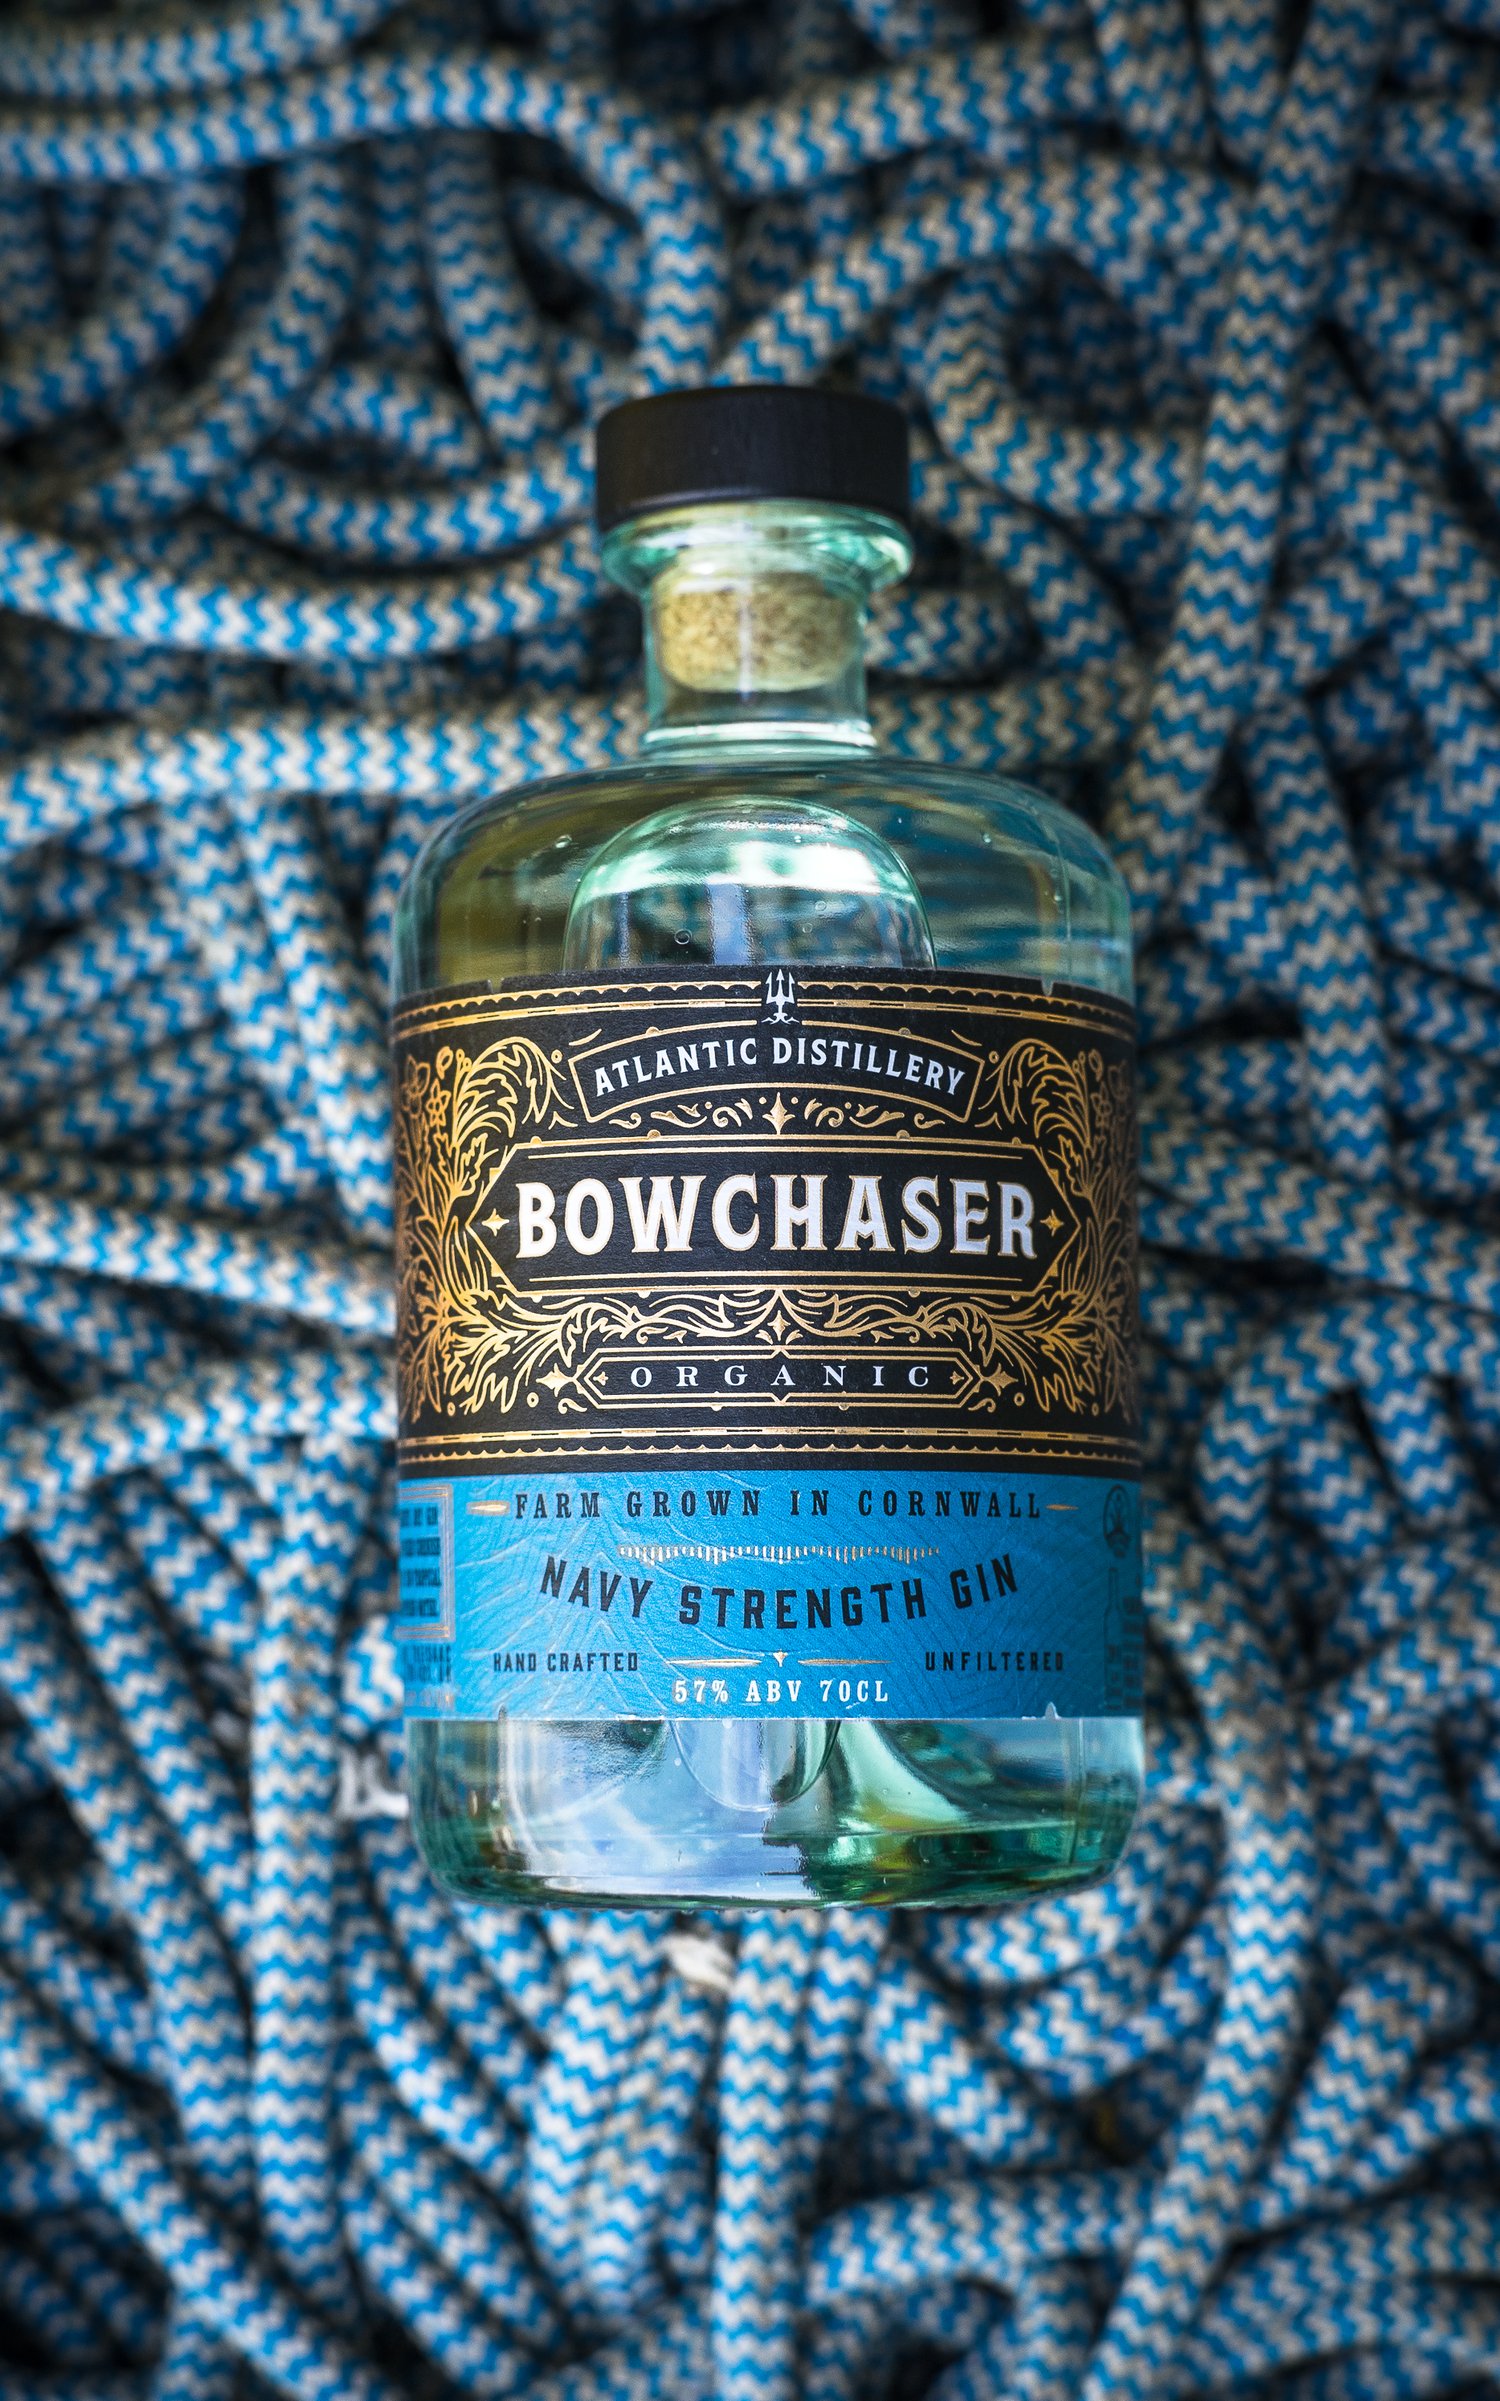 ATLANTIC DISTILLERY
BOWCHASER
ORGANIC
FARM GROWN IN CORNWALL
NAVY STRENGTH GIN
HAND CRAFTED
UNFILTERED
57% ABV 70CL